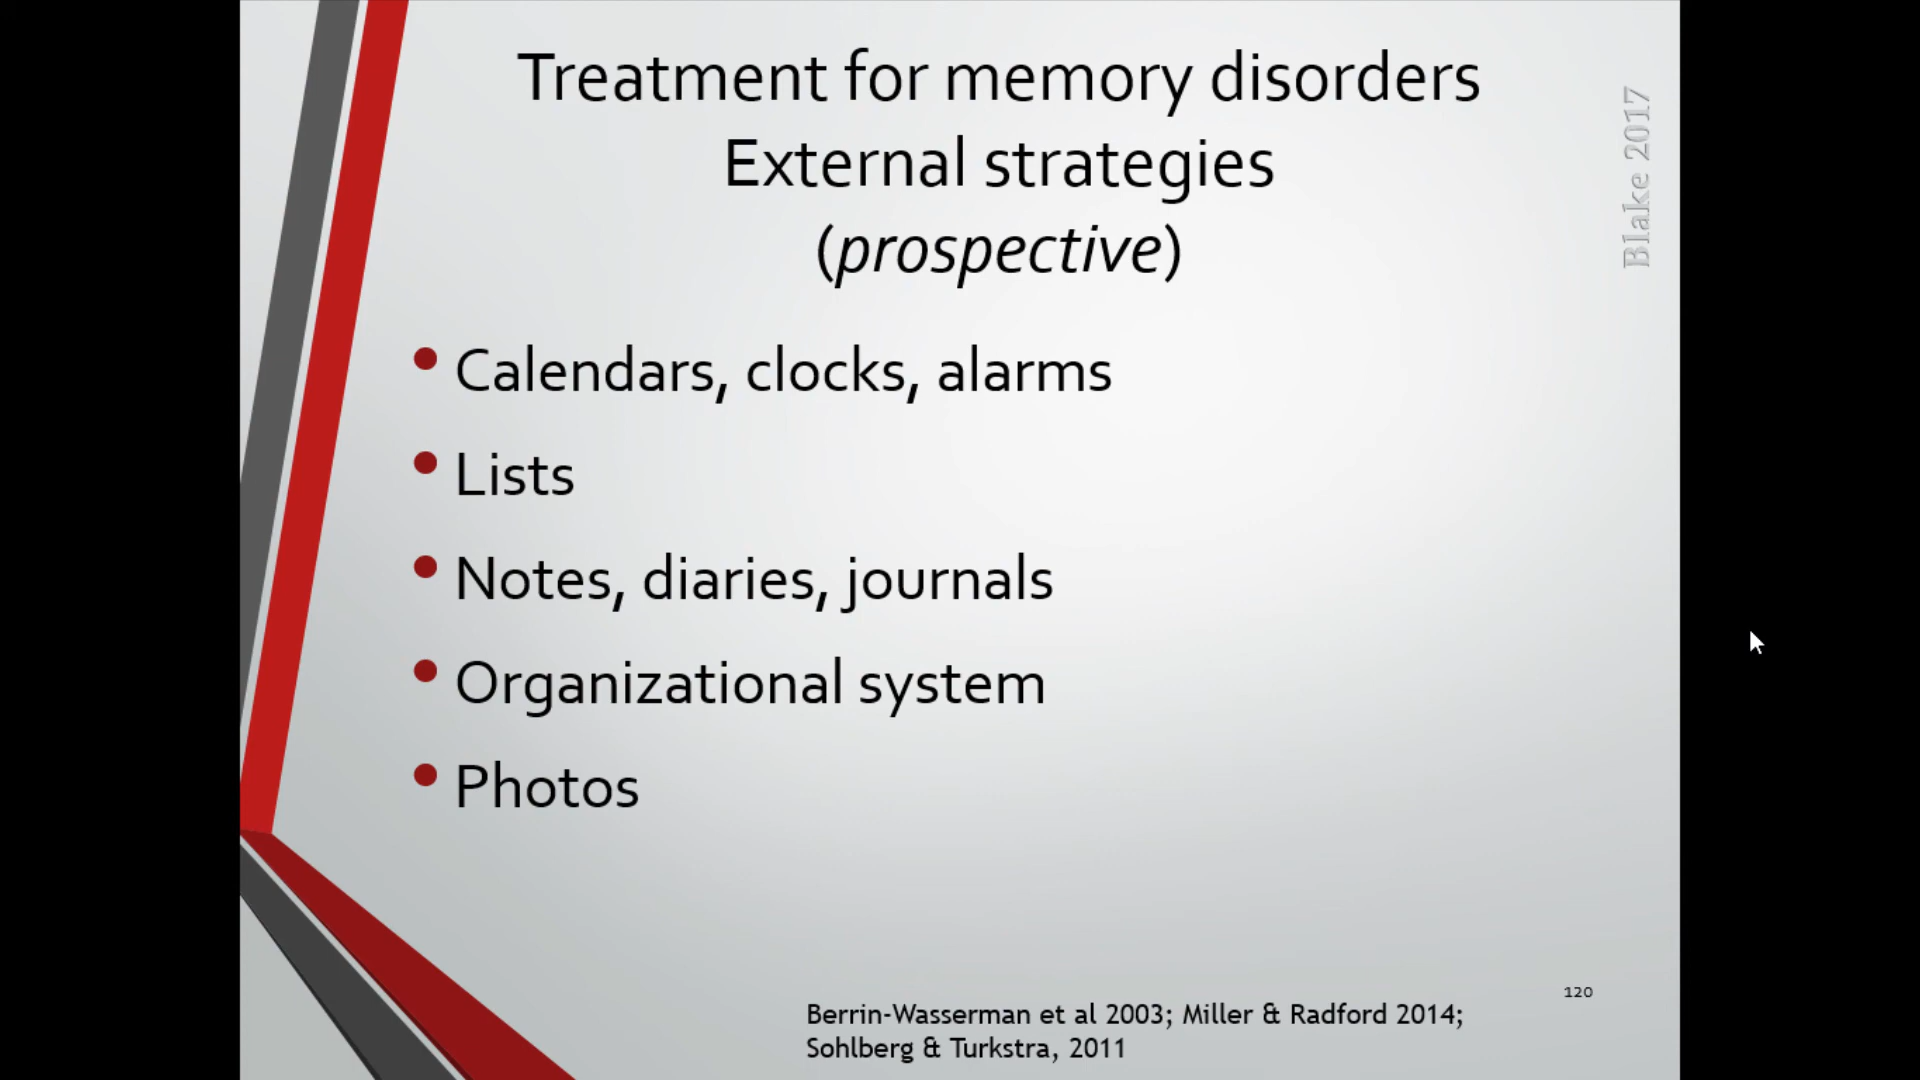 Treatment for memory disorders
External strategies
(prospective)
Blake 2017
• Calendars, clocks, alarms
• Lists
• Notes, diaries, journals
• Organizational system
• Photos
120
Berrin-Wasserman et al 2003; Miller & Radford 2014;
Sohlberg & Turkstra, 2011